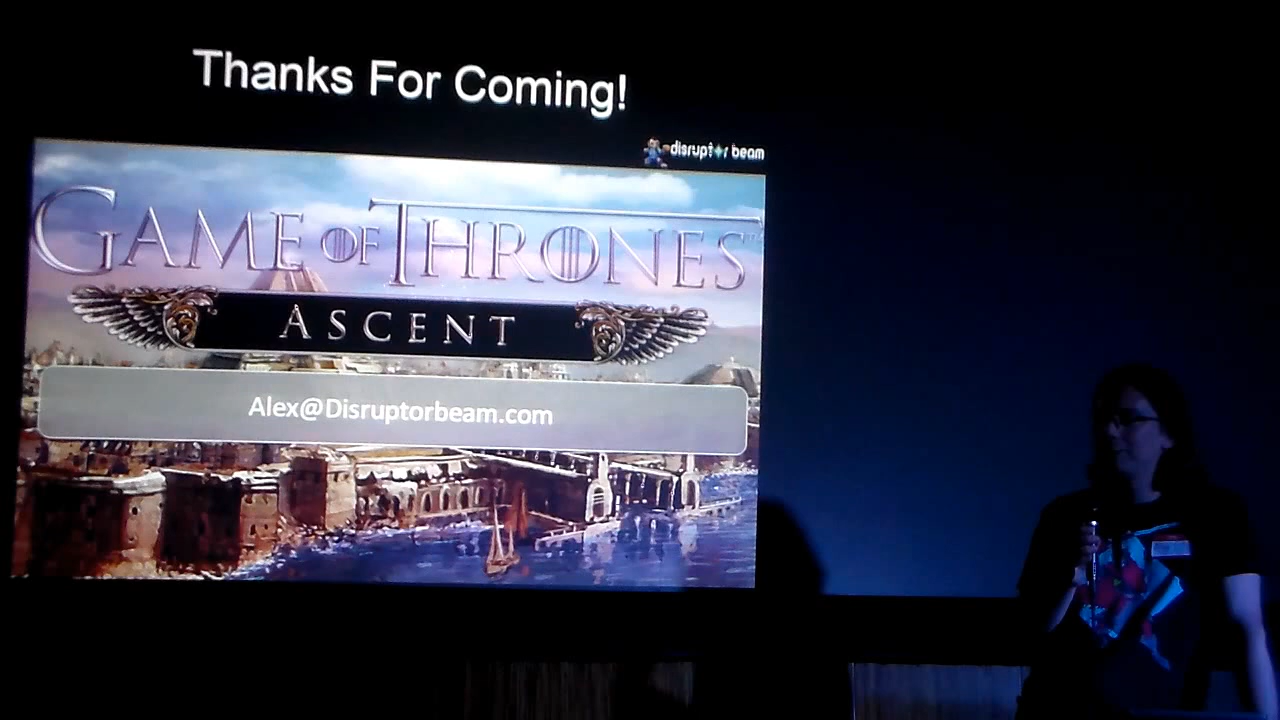 Thanks For Coming!
disruptor beam
GAME OF THRONES
ASCENT
Alex@Disruptorbeam.com